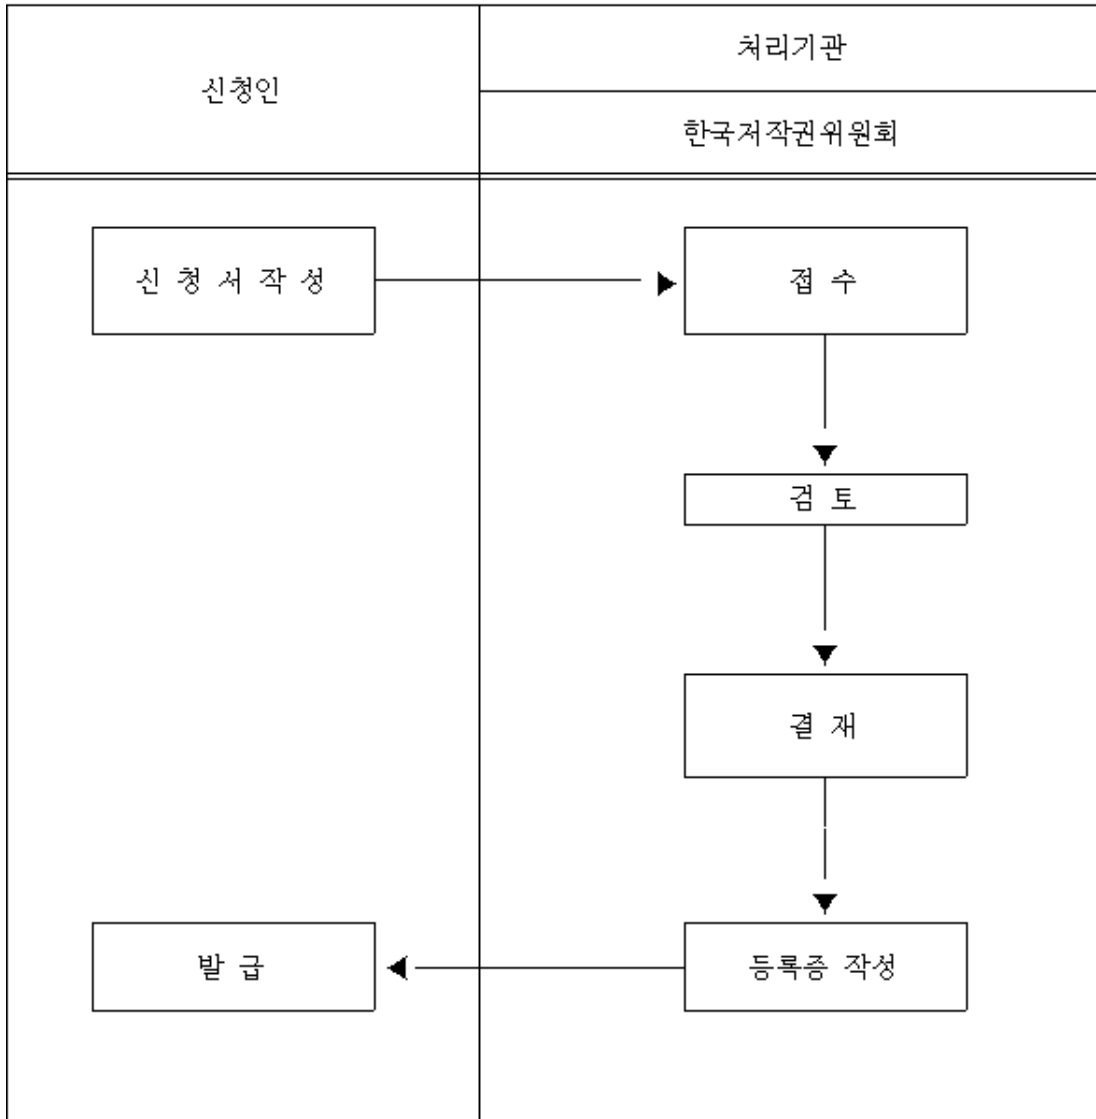 신청인
처리기관
한국저작권위원회
신 청 서 작 성
접 수
검 토
결 재
발 급
등록증 작성